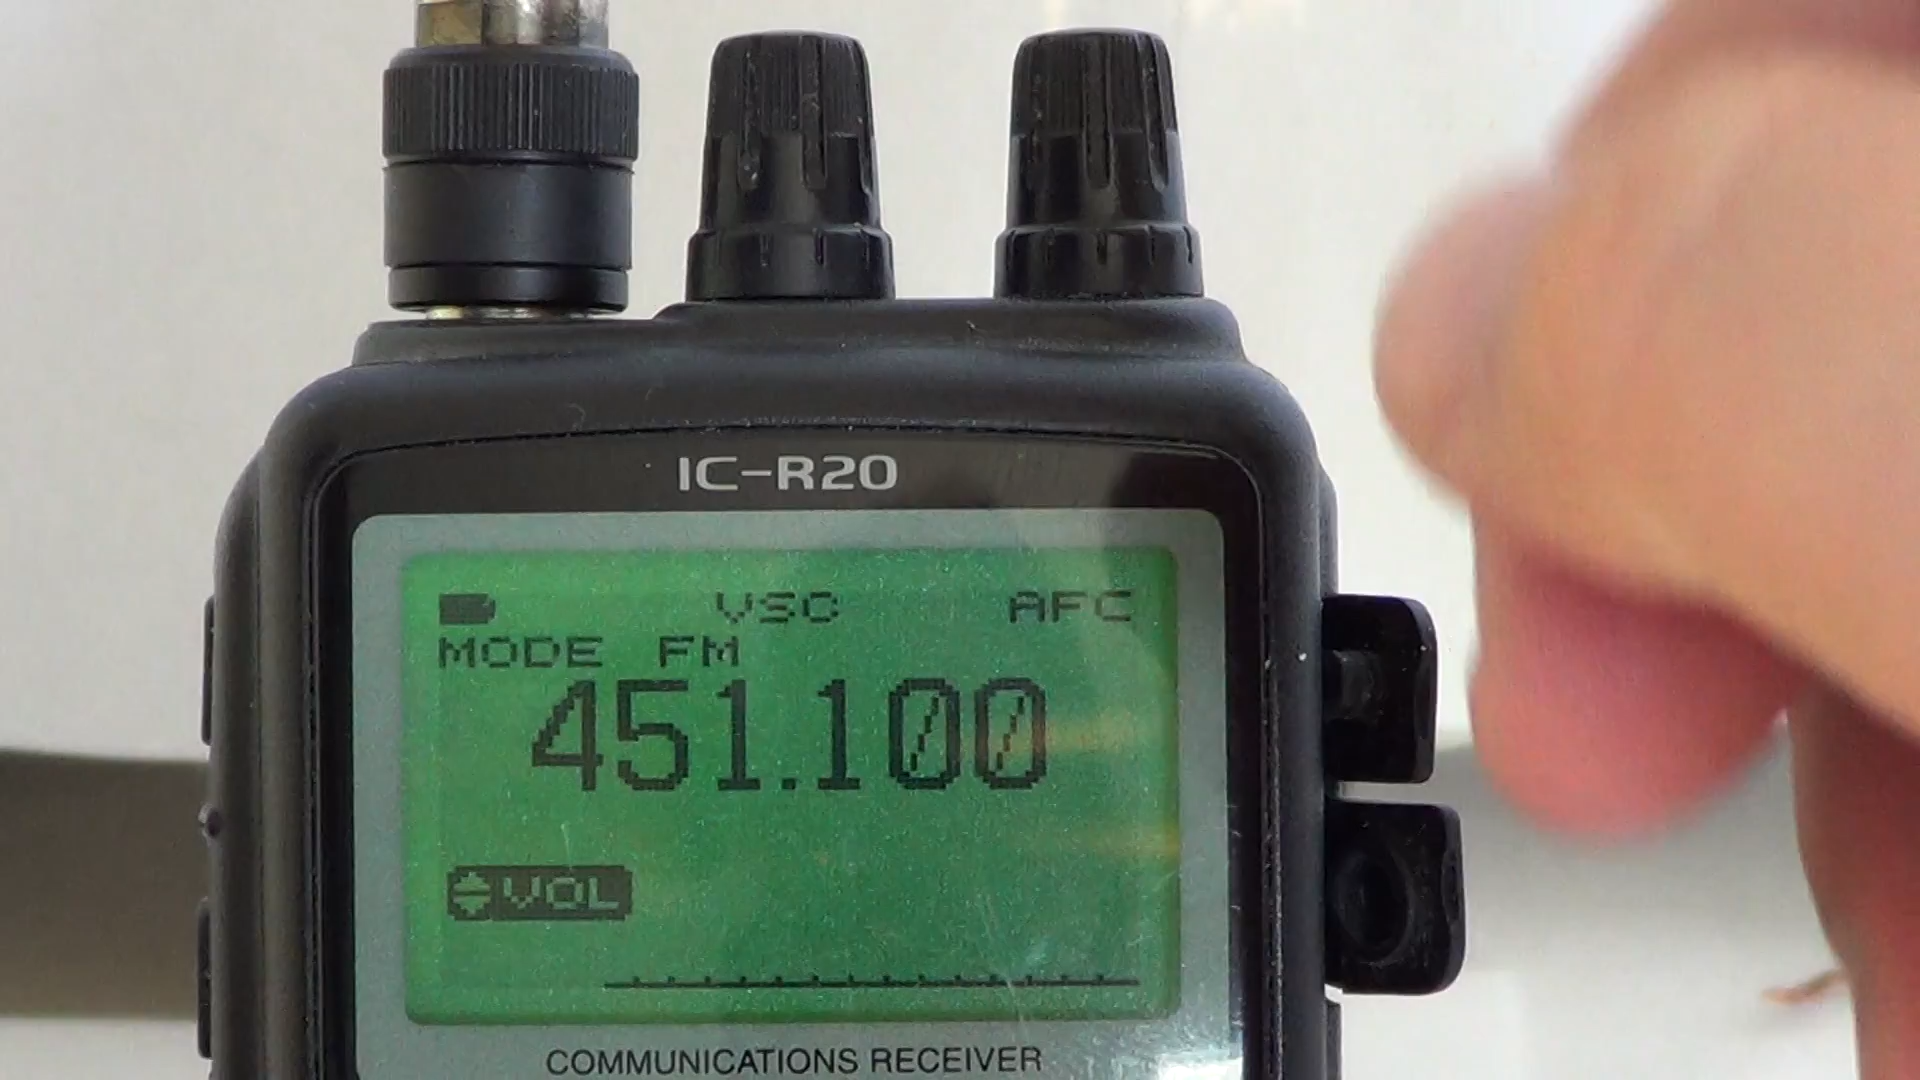 IC-R20
VSC AFC
MODE FM
451.100
VOL
COMMUNICATIONS RECEIVER